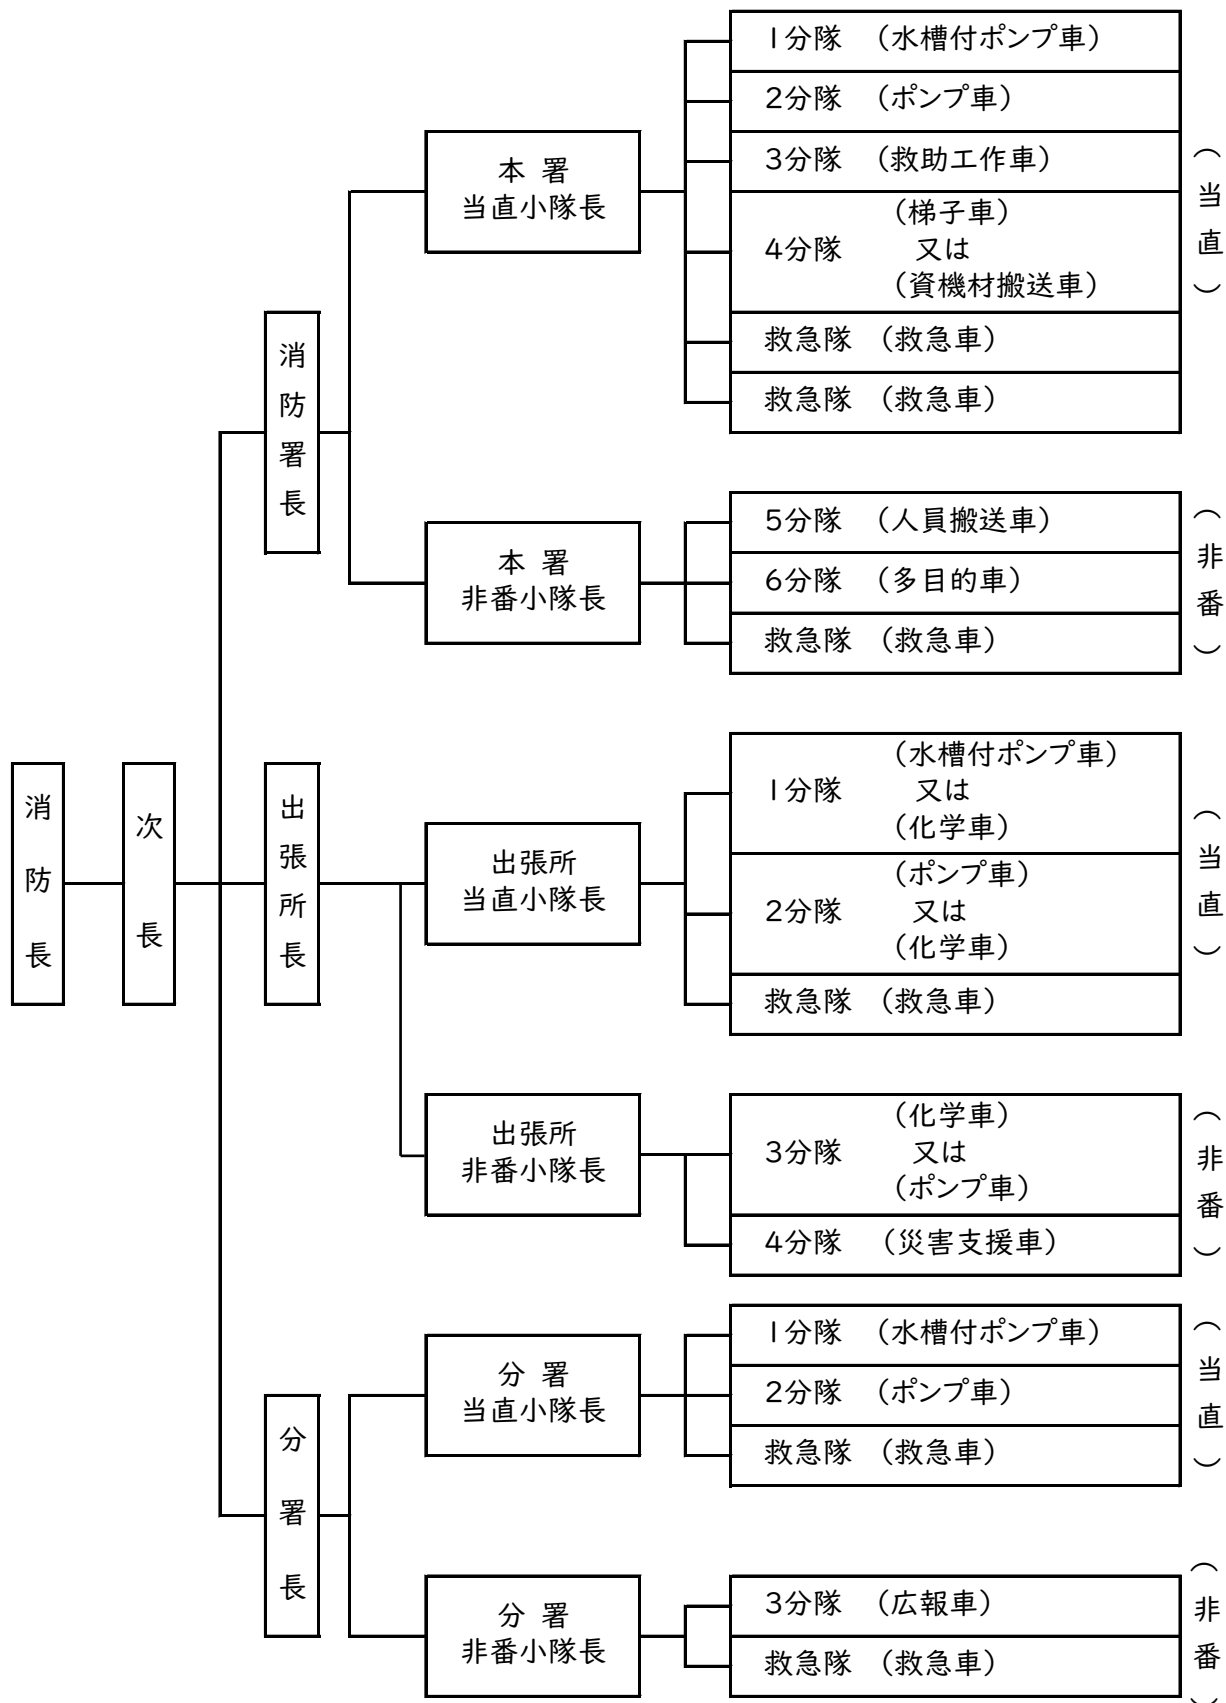 消防長
次長
消防署長
本 署
当直小隊長
1分隊 （水槽付ポンプ車）
2分隊 （ポンプ車）
3分隊 （救助工作車）
4分隊 （梯子車）
又は
（資機材搬送車）
救急隊 （救急車）
救急隊 （救急車）
（当直）
本 署
非番小隊長
5分隊 （人員搬送車）
6分隊 （多目的車）
救急隊 （救急車）
（非番）
出張所長
出張所
当直小隊長
1分隊 （水槽付ポンプ車）
又は
（化学車）
2分隊 （ポンプ車）
又は
（化学車）
救急隊 （救急車）
（当直）
出張所
非番小隊長
3分隊 （化学車）
又は
（ポンプ車）
4分隊 （災害支援車）
（非番）
分署長
分 署
当直小隊長
1分隊 （水槽付ポンプ車）
2分隊 （ポンプ車）
救急隊 （救急車）
（当直）
分 署
非番小隊長
3分隊 （広報車）
救急隊 （救急車）
（非番）